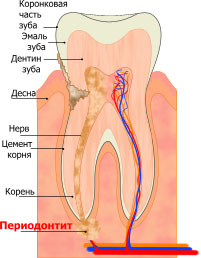 Коронковая
часть
зуба
Эмаль
зуба
Дентин
зуба
Десна
Нерв
Цемент
корня
Корень
Периодонтит